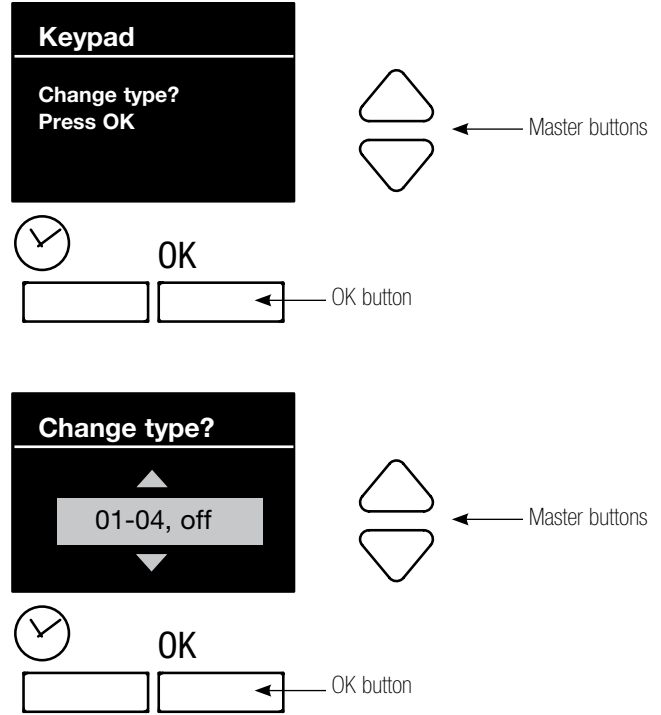 Keypad
Change type?
Press OK
Master buttons
OK
OK button
Change type?
01-04, off
Master buttons
OK
OK button